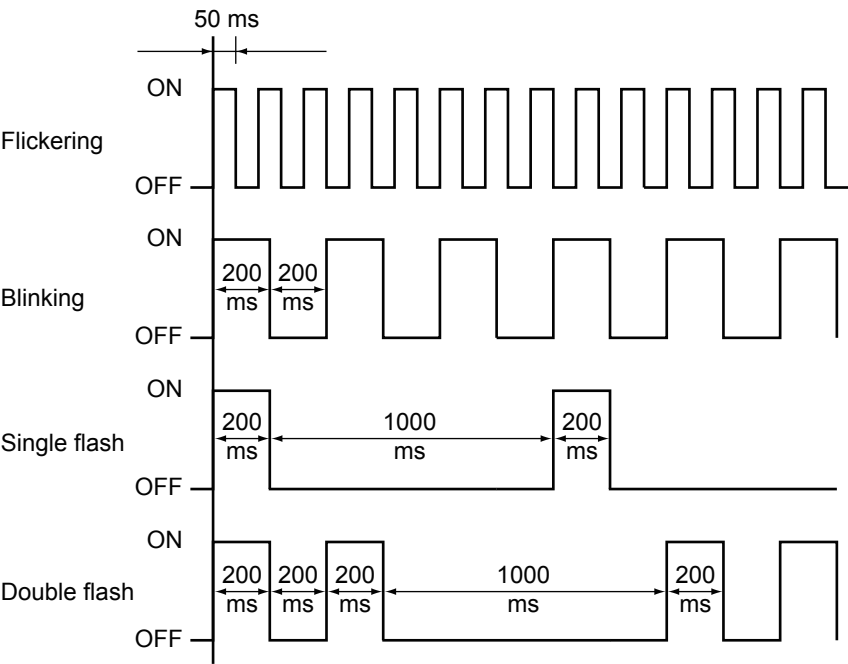 50 ms
ON
Flickering
OFF
ON
200 ms
200 ms
Blinking
OFF
ON
200 ms
1000 ms
200 ms
Single flash
OFF
ON
200 ms
200 ms
200 ms
1000 ms
200 ms
Double flash
OFF